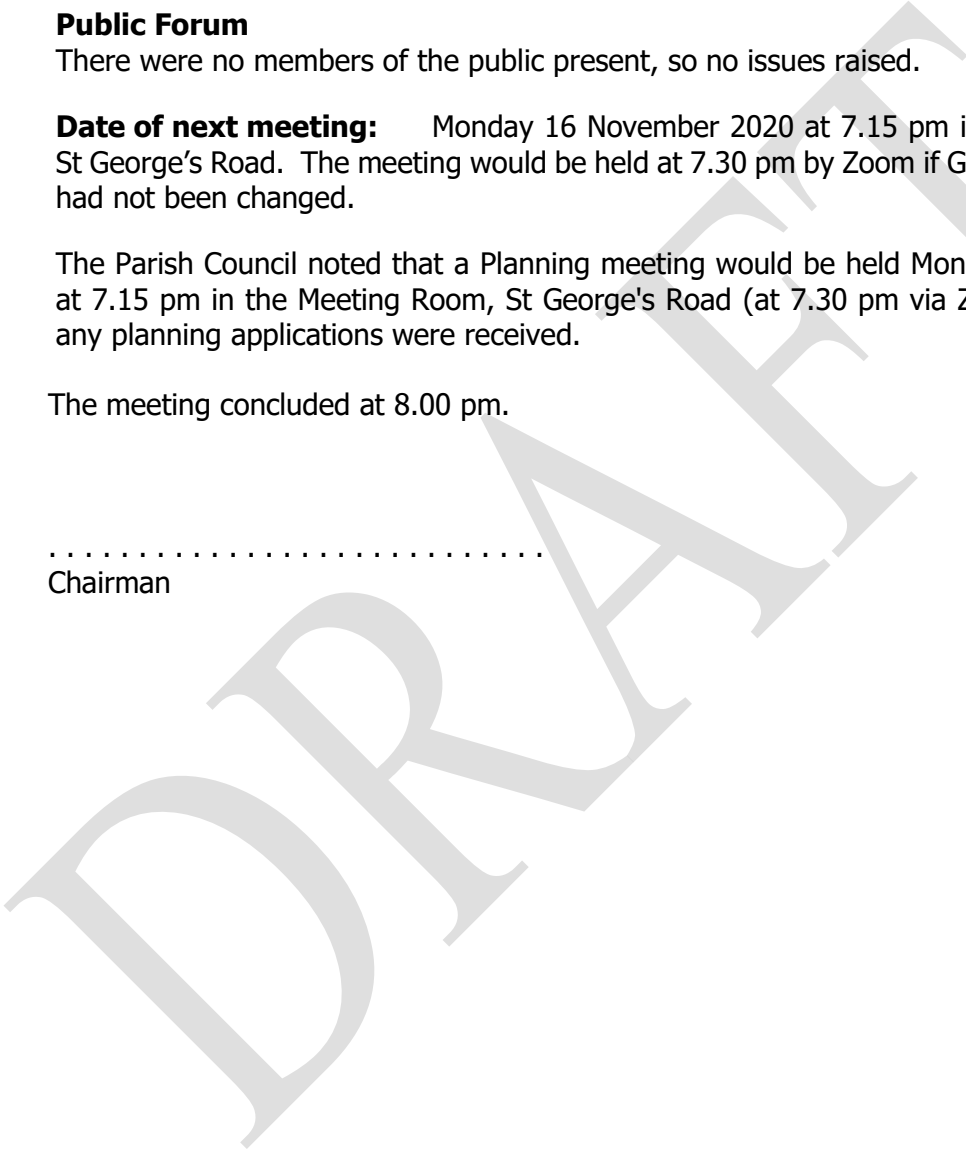 Public Forum
There were no members of the public present, so no issues raised.
Date of next meeting: Monday 16 November 2020 at 7.15 pm
St George’s Road. The meeting would be held at 7.30 pm by Zoom if
had not been changed.
The Parish Council noted that a Planning meeting would be held
at 7.15 pm in the Meeting Room, St George's Road (at 7.30 pm via
any planning applications were received.
The meeting concluded at 8.00 pm.
. . . . . . . . . . . . . . . . . . . . . . . . . . . .
Chairman
DRAFT